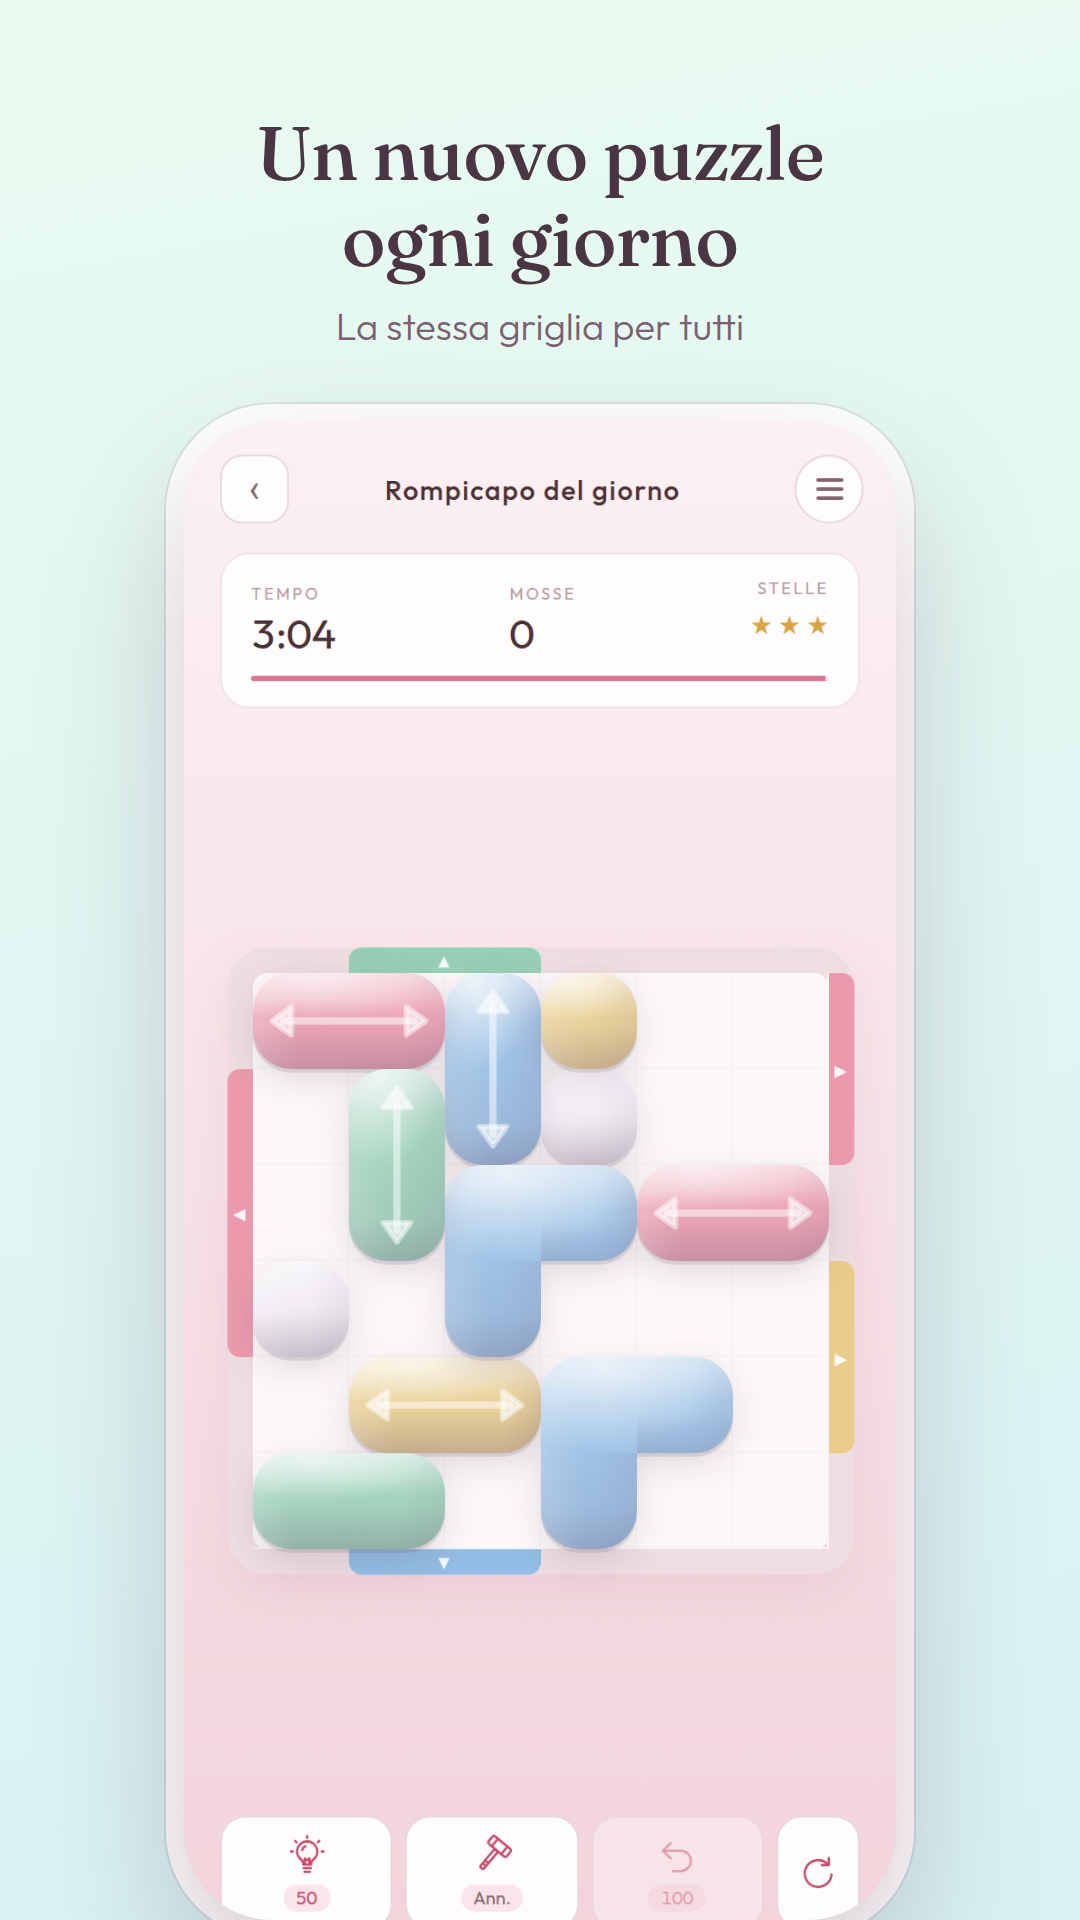 Un nuovo puzzle
ogni giorno
La stessa griglia per tutti
Rompicapo del giorno
TEMPO MOSSE STELLE
3:04 0 ★ ★ ★
50 Ann. 100